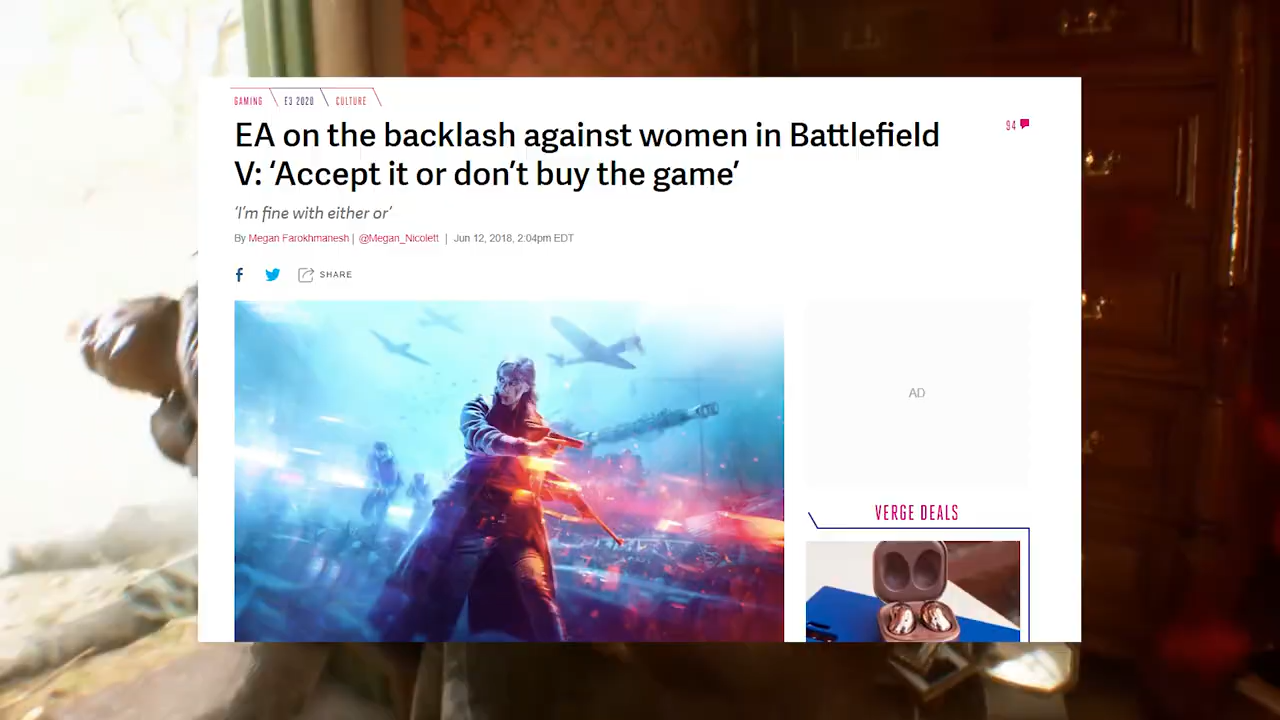 GAMING E3 2020 CULTURE
EA on the backlash against women in Battlefield
V: ‘Accept it or don’t buy the game’
94
‘I’m fine with either or’
By Megan Farokhmanesh | @Megan_Nicolett | Jun 12, 2018, 2:04pm EDT
SHARE
AD
VERGE DEALS